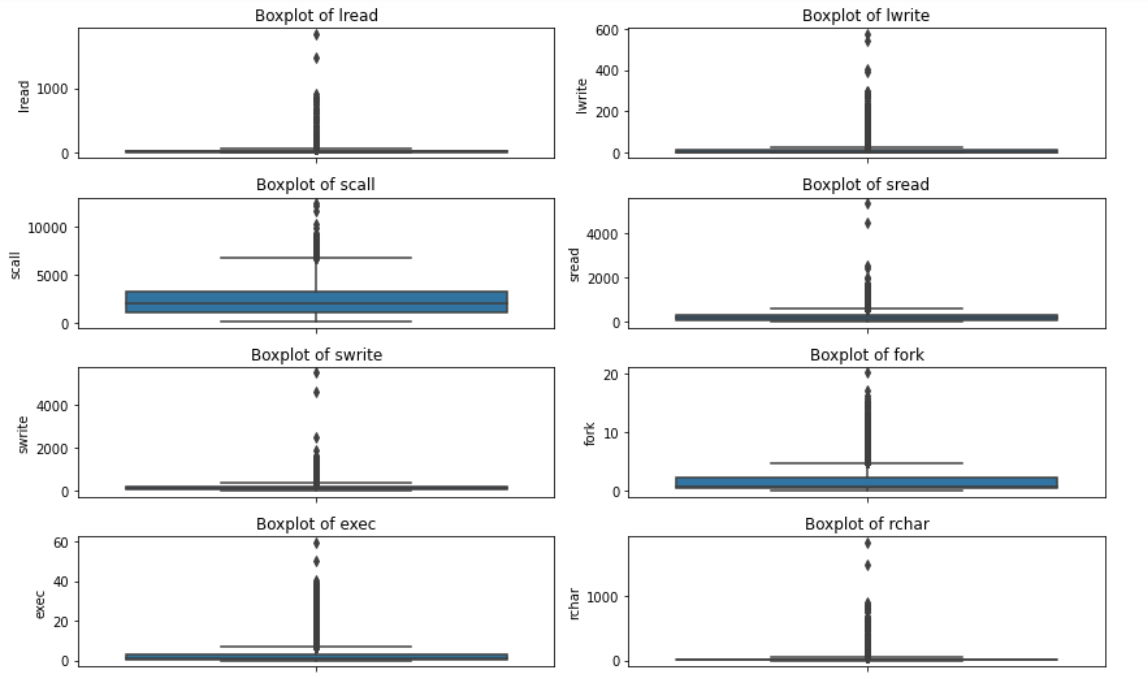 Boxplot of lread
lread
1000
0
Boxplot of lwrite
lwrite
600
400
200
0
Boxplot of scall
scall
10000
5000
0
Boxplot of sread
sread
4000
2000
0
Boxplot of swrite
swrite
4000
2000
0
Boxplot of fork
fork
20
10
0
Boxplot of exec
exec
60
40
20
0
Boxplot of rchar
rchar
1000
0